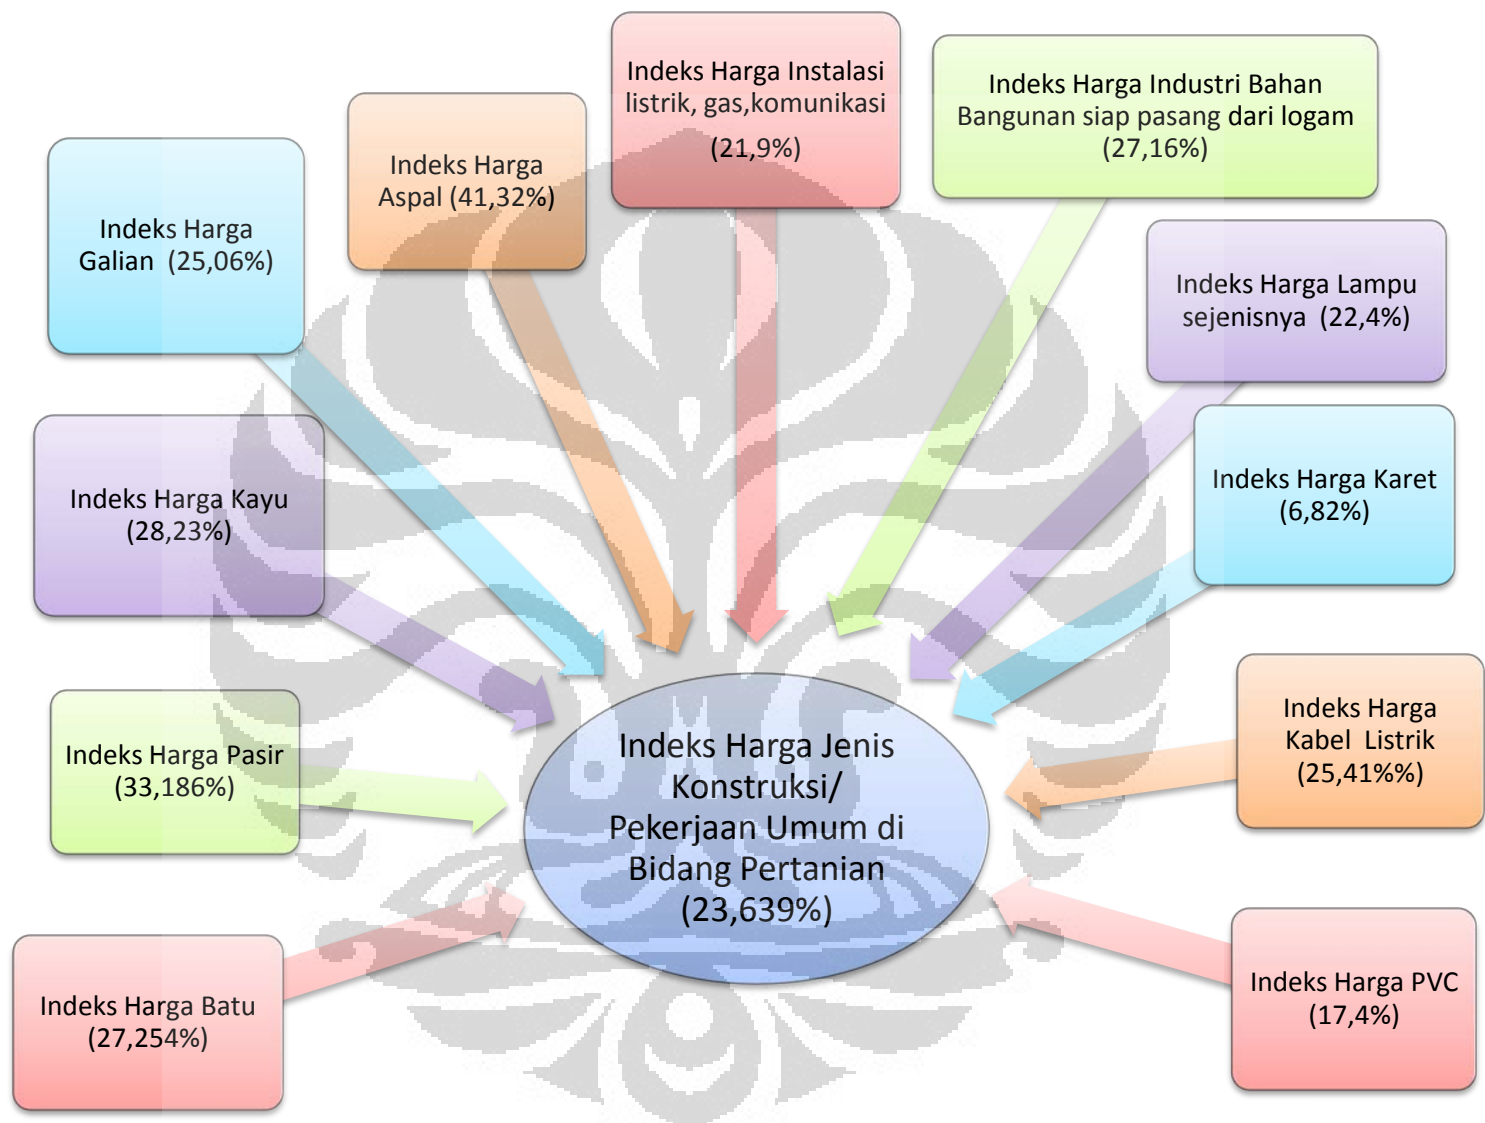 Indeks Harga Instalasi
listrik, gas,komunikasi
(21,9%)
Indeks Harga Industri Bahan
Bangunan siap pasang dari logam
(27,16%)
Indeks Harga
Aspal (41,32%)
Indeks Harga
Galian (25,06%)
Indeks Harga Lampu
sejenisnya (22,4%)
Indeks Harga Kayu
(28,23%)
Indeks Harga Karet
(6,82%)
Indeks Harga Pasir
(33,186%)
Indeks Harga Jenis
Konstruksi/
Pekerjaan Umum di
Bidang Pertanian
(23,639%)
Indeks Harga
Kabel Listrik
(25,41%%)
Indeks Harga Batu
(27,254%)
Indeks Harga PVC
(17,4%)